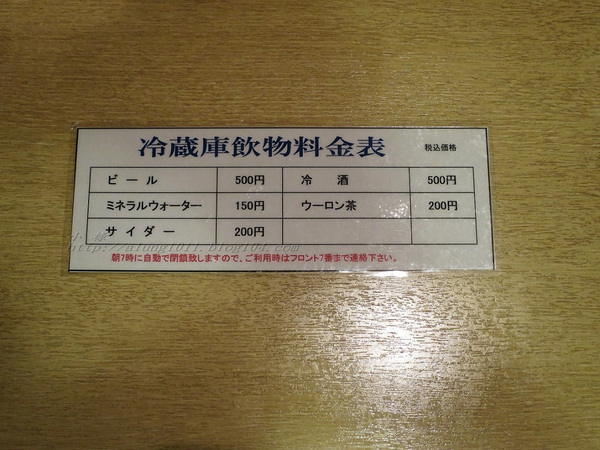 冷蔵庫飲物料金表 税込価格
ビール 500円 冷酒 500円
ミネラルウォーター 150円 ウーロン茶 200円
サイダー 200円
朝7時に自動で閉鎖致しますので、ご利用時はフロント7番まで連絡下さい。
http://alung1011.blog104.com/